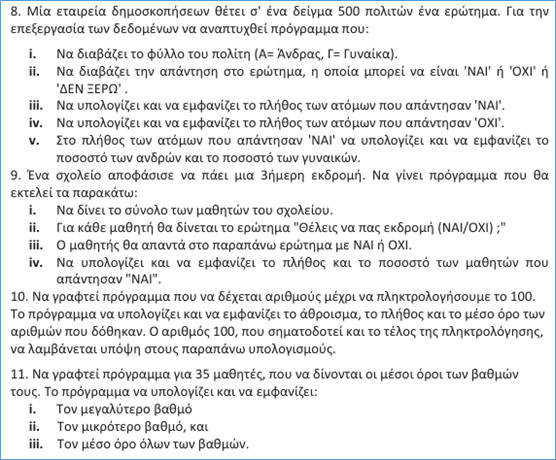 8. Μία εταιρεία δημοσκοπήσεων θέτει σ' ένα δείγμα 500 πολιτών ένα ερώτημα. Για την
επεξεργασία των δεδομένων να αναπτυχθεί πρόγραμμα που:
i. Να διαβάζει το φύλλο του πολίτη (Α= Άνδρας, Γ= Γυναίκα).
ii. Να διαβάζει την απάντηση στο ερώτημα, η οποία μπορεί να είναι 'ΝΑΙ' ή 'ΟΧΙ' ή
'ΔΕΝ ΞΕΡΩ' .
iii. Να υπολογίζει και να εμφανίζει το πλήθος των ατόμων που απάντησαν 'ΝΑΙ'.
iv. Να υπολογίζει και να εμφανίζει το πλήθος των ατόμων που απάντησαν 'ΟΧΙ'.
v. Στο πλήθος των ατόμων που απάντησαν 'ΝΑΙ' να υπολογίζει και να εμφανίζει το
ποσοστό των ανδρών και το ποσοστό των γυναικών.
9. Ένα σχολείο αποφάσισε να πάει μια 3ήμερη εκδρομή. Να γίνει πρόγραμμα που θα
εκτελεί τα παρακάτω:
i. Να δίνει το σύνολο των μαθητών του σχολείου.
ii. Για κάθε μαθητή θα δίνεται το ερώτημα "Θέλεις να πας εκδρομή (ΝΑΙ/ΟΧΙ) ;"
iii. Ο μαθητής θα απαντά στο παραπάνω ερώτημα με ΝΑΙ ή ΟΧΙ.
iv. Να υπολογίζει και να εμφανίζει το πλήθος και το ποσοστό των μαθητών που
απάντησαν "ΝΑΙ".
10. Να γραφτεί πρόγραμμα που να δέχεται αριθμούς μέχρι να πληκτρολογήσουμε το 100.
Το πρόγραμμα να υπολογίζει και να εμφανίζει το άθροισμα, το πλήθος και το μέσο όρο των
αριθμών που δόθηκαν. Ο αριθμός 100, που σηματοδοτεί και το τέλος της πληκτρολόγησης,
να λαμβάνεται υπόψη στους παραπάνω υπολογισμούς.
11. Να γραφτεί πρόγραμμα για 35 μαθητές, που να δίνονται οι μέσοι όροι των βαθμών
τους. Το πρόγραμμα να υπολογίζει και να εμφανίζει:
i. Τον μεγαλύτερο βαθμό
ii. Τον μικρότερο βαθμό, και
iii. Τον μέσο όρο όλων των βαθμών.